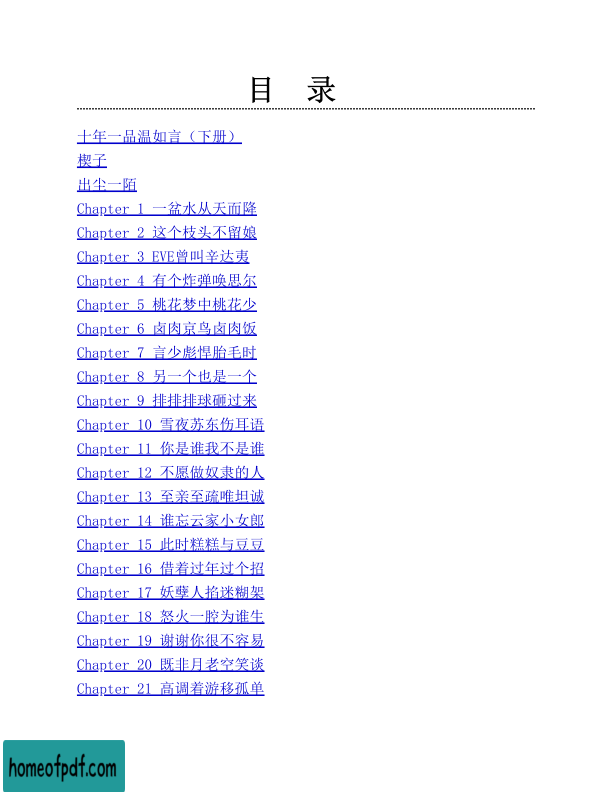 目 录
十年一品温如言（下册）
楔子
出尘一陌
Chapter 1 一盆水从天而降
Chapter 2 这个枝头不留娘
Chapter 3 EVE曾叫辛达夷
Chapter 4 有个炸弹唤思尔
Chapter 5 桃花梦中桃花少
Chapter 6 卤肉京鸟卤肉饭
Chapter 7 言少彪悍胎毛时
Chapter 8 另一个也是一个
Chapter 9 排排排球砸过来
Chapter 10 雪夜苏东伤耳语
Chapter 11 你是谁我不是谁
Chapter 12 不愿做奴隶的人
Chapter 13 至亲至疏唯坦诚
Chapter 14 谁忘云家小女郎
Chapter 15 此时糕糕与豆豆
Chapter 16 借着过年过个招
Chapter 17 妖孽人掐迷糊架
Chapter 18 怒火一腔为谁生
Chapter 19 谢谢你很不容易
Chapter 20 既非月老空笑谈
Chapter 21 高调着游移孤单
homeofpdf.com